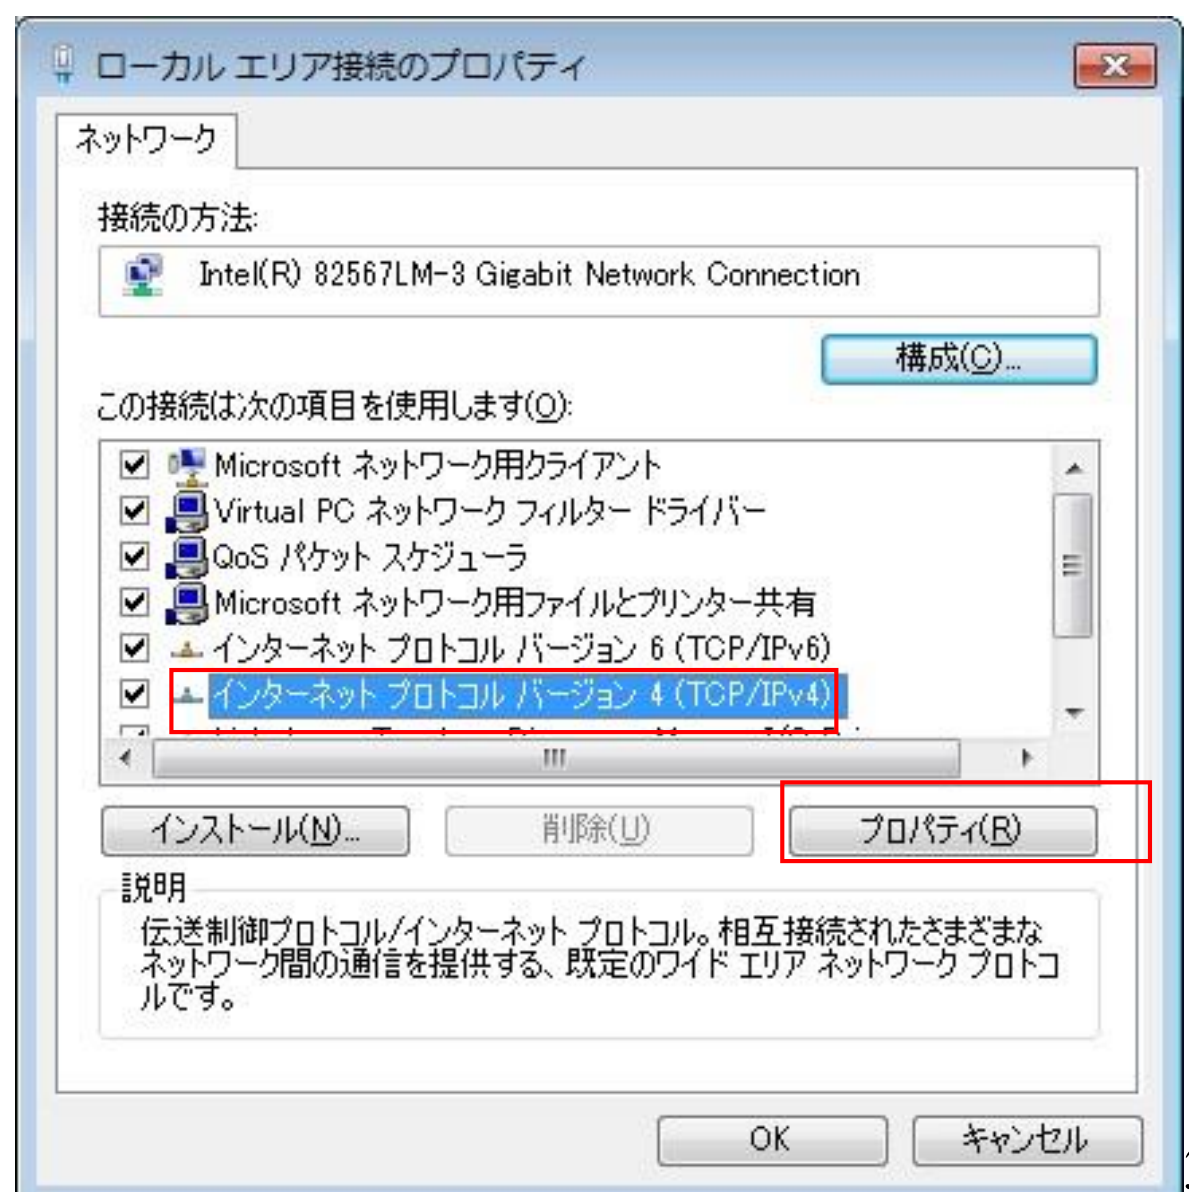 ローカル エリア接続のプロパティ
ネットワーク
接続の方法:
Intel(R) 82567LM-3 Gigabit Network Connection
構成(C)...
この接続は次の項目を使用します(O):
Microsoft ネットワーク用クライアント
Virtual PC ネットワーク フィルター ドライバー
QoS パケット スケジューラ
Microsoft ネットワーク用ファイルとプリンター共有
インターネット プロトコル バージョン 6 (TCP/IPv6)
インターネット プロトコル バージョン 4 (TCP/IPv4)
インストール(N)...
削除(U)
プロパティ(R)
説明
伝送制御プロトコル/インターネット プロトコル。相互接続されたさまざまな
ネットワーク間の通信を提供する、既定のワイド エリア ネットワーク プロトコ
ルです。
OK
キャンセル